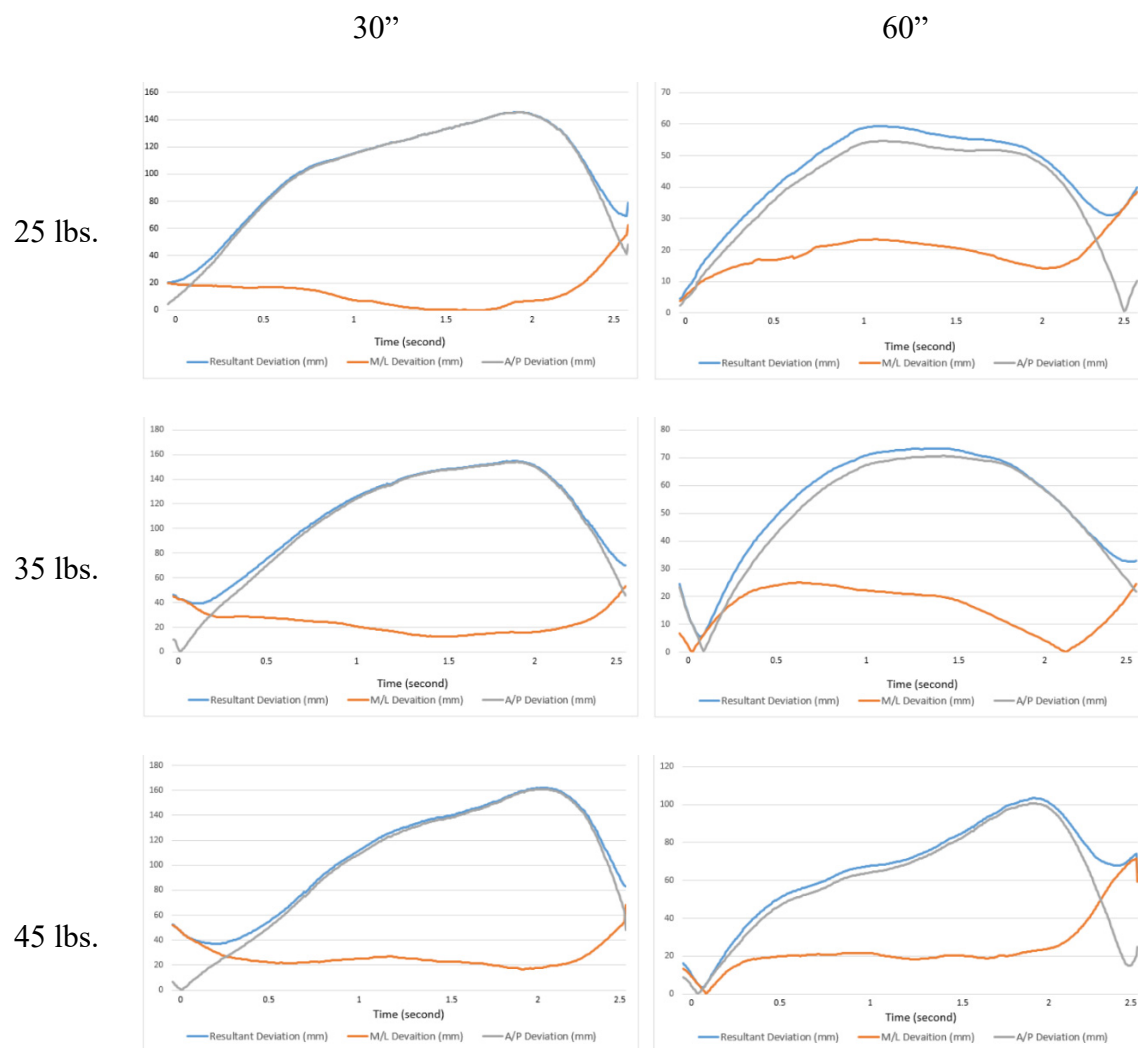 30” 60”
25 lbs.
160
140
120
100
80
60
40
20
0
0 0.5 1 1.5 2 2.5
Time (second)
Resultant Deviation (mm) M/L Devaition (mm) A/P Deviation (mm)
70
60
50
40
30
20
10
0
0 0.5 1 1.5 2 2.5
Time (second)
Resultant Deviation (mm) M/L Devaition (mm) A/P Deviation (mm)
35 lbs.
180
160
140
120
100
80
60
40
20
0
0 0.5 1 1.5 2 2.5
Time (second)
Resultant Deviation (mm) M/L Devaition (mm) A/P Deviation (mm)
80
70
60
50
40
30
20
10
0
0 0.5 1 1.5 2 2.5
Time (second)
Resultant Deviation (mm) M/L Devaition (mm) A/P Deviation (mm)
45 lbs.
180
160
140
120
100
80
60
40
20
0
0 0.5 1 1.5 2 2.5
Time (second)
Resultant Deviation (mm) M/L Devaition (mm) A/P Deviation (mm)
120
100
80
60
40
20
0
0 0.5 1 1.5 2 2.5
Time (second)
Resultant Deviation (mm) M/L Devaition (mm) A/P Deviation (mm)